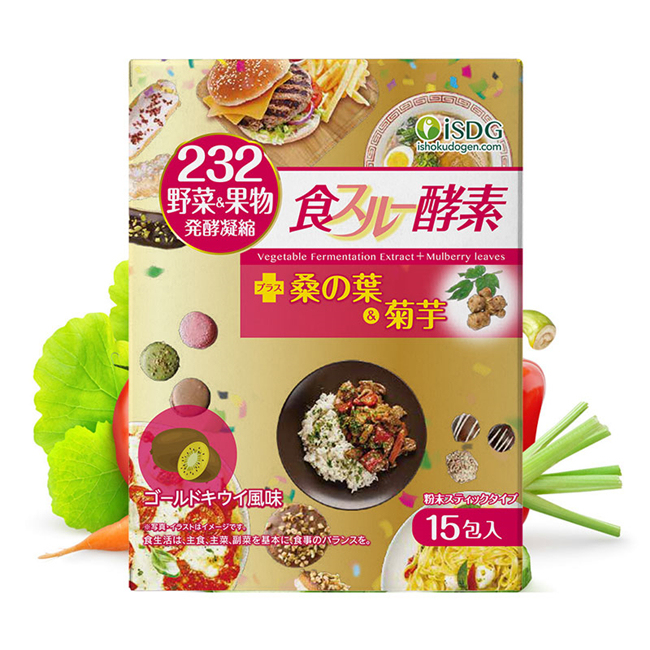 iSDG
ishokudogen.com
232
野菜&果物
発酵凝縮
食スルー酵素
Vegetable Fermentation Extract+Mulberry leaves
プラス
桑の葉
&菊芋
ゴールドキウイ風味
※写真・イラストはイメージです。
食生活は、主食、主菜、副菜を基本に、食事のバランスを。
粉末スティックタイプ
15包入